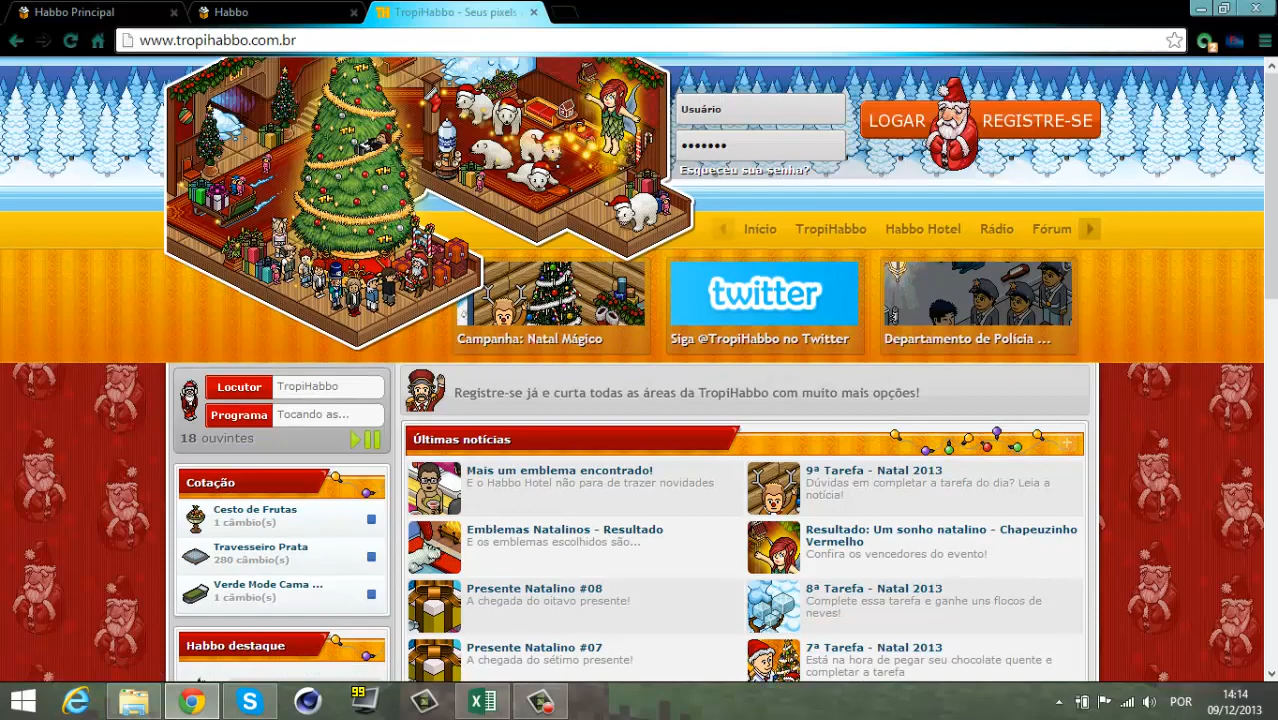 Habbo Principal
Habbo
TropiHabbo - Seus pixels
www.tropihabbo.com.br
2
Usuário
•••••••
Esqueceu sua senha?
LOGAR
REGISTRE-SE
Início
TropiHabbo
Habbo Hotel
Rádio
Fórum
TH
TH
TH
twitter
Campanha: Natal Mágico
Siga @TropiHabbo no Twitter
Departamento de Polícia ...
Locutor
TropiHabbo
Programa
Tocando as...
18 ouvintes
Registre-se já e curta todas as áreas da TropiHabbo com muito mais opções!
Cotação
Cesto de Frutas
1 câmbio(s)
Travesseiro Prata
280 câmbio(s)
Verde Mode Cama ...
1 câmbio(s)
Habbo destaque
Últimas notícias
Mais um emblema encontrado!
E o Habbo Hotel não para de trazer novidades
9ª Tarefa - Natal 2013
Dúvidas em completar a tarefa do dia? Leia a
notícia!
Emblemas Natalinos - Resultado
E os emblemas escolhidos são...
Resultado: Um sonho natalino - Chapeuzinho
Vermelho
Confira os vencedores do evento!
Presente Natalino #08
A chegada do oitavo presente!
8ª Tarefa - Natal 2013
Complete essa tarefa e ganhe uns flocos de
neves!
Presente Natalino #07
A chegada do sétimo presente!
7ª Tarefa - Natal 2013
Está na hora de pegar seu chocolate quente e
completar a tarefa
99
POR
14:14
09/12/2013